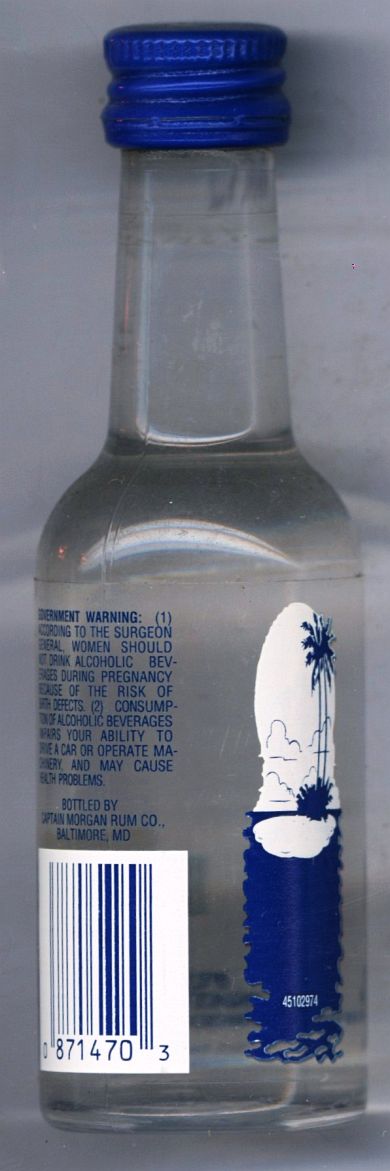 GOVERNMENT WARNING: (1)
ACCORDING TO THE SURGEON
GENERAL, WOMEN SHOULD
NOT DRINK ALCOHOLIC BEV-
ERAGES DURING PREGNANCY
BECAUSE OF THE RISK OF
BIRTH DEFECTS. (2) CONSUMP-
TION OF ALCOHOLIC BEVERAGES
IMPAIRS YOUR ABILITY TO
DRIVE A CAR OR OPERATE MA-
CHINERY, AND MAY CAUSE
HEALTH PROBLEMS.
BOTTLED BY
CAPTAIN MORGAN RUM CO.,
BALTIMORE, MD
0 871470 3
45102974